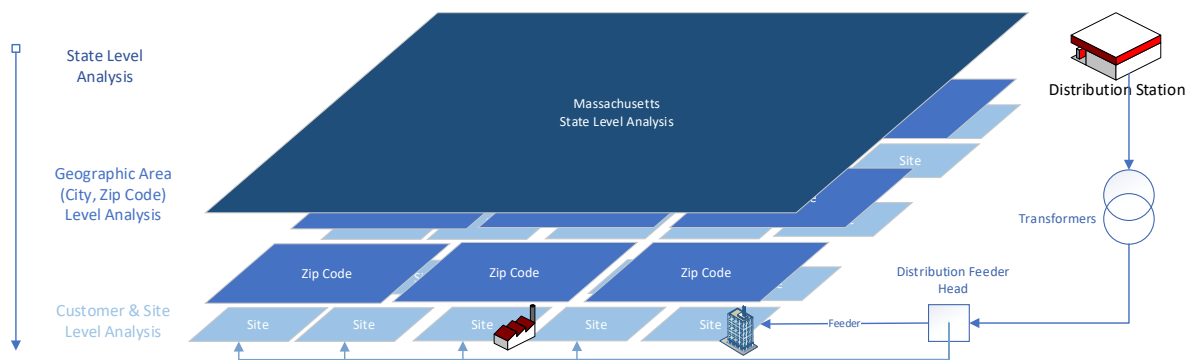 State Level
Analysis
Massachusetts
State Level Analysis
Distribution Station
Site
Geographic Area
(City, Zip Code)
Level Analysis
Transformers
Zip Code
Zip Code
Zip Code
Distribution Feeder
Head
Customer & Site
Level Analysis
Site
Site
Site
Site
Site
Feeder